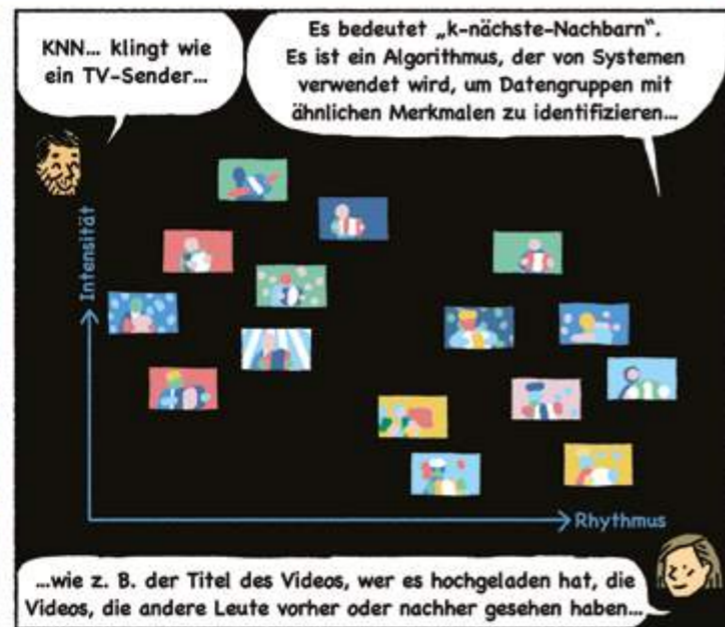 KNN... klingt wie
ein TV-Sender...
Es bedeutet „k-nächste-Nachbarn“.
Es ist ein Algorithmus, der von Systemen
verwendet wird, um Datengruppen mit
ähnlichen Merkmalen zu identifizieren...
Intensität
Rhythmus
...wie z. B. der Titel des Videos, wer es hochgeladen hat, die
Videos, die andere Leute vorher oder nachher gesehen haben...